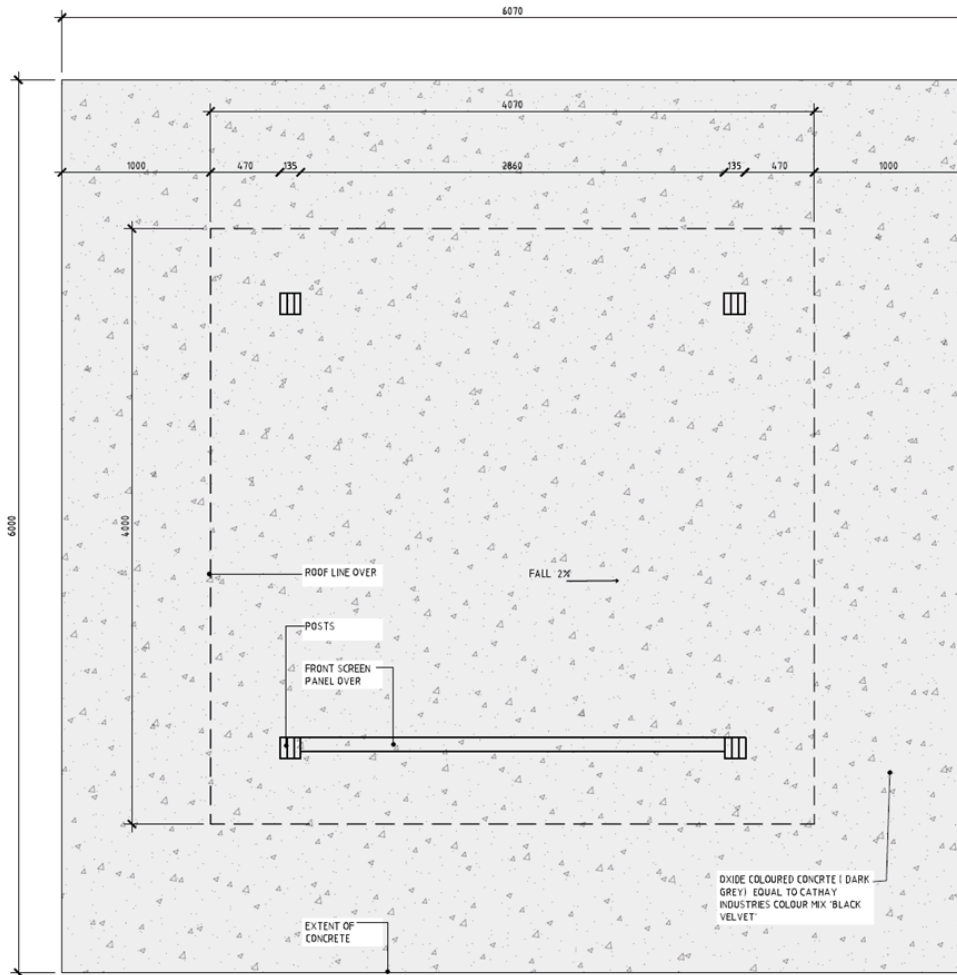 6070
4070
1000
470
135
2860
135
470
1000
6000
4000
ROOF LINE OVER
FALL 2%
POSTS
FRONT SCREEN
PANEL OVER
OXIDE COLOURED CONCRTE ( DARK
GREY) EQUAL TO CATHAY
INDUSTRIES COLOUR MIX 'BLACK
VELVET'
EXTENT OF
CONCRETE